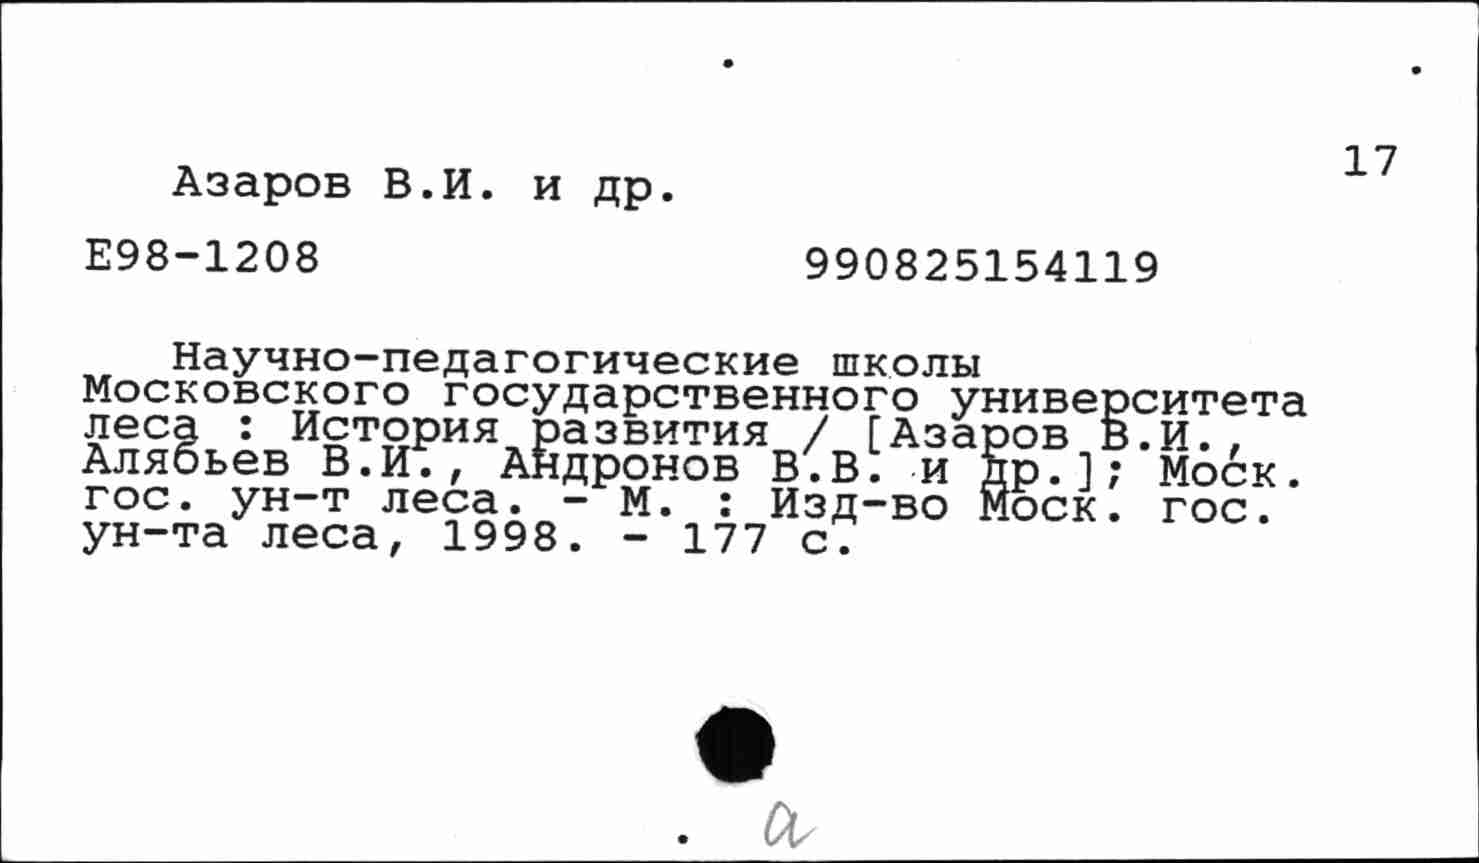 17
Азаров В.И. и др.
Е98-1208 990825154119
Научно-педагогические школы
Московского государственного университета
леса : История развития / [Азаров В.И.,
Алябьев В.И., Андронов В.В. и др.]; Моск.
гос. ун-т леса. - М. : Изд-во Моск. гос.
ун-та леса, 1998. - 177 с.
а